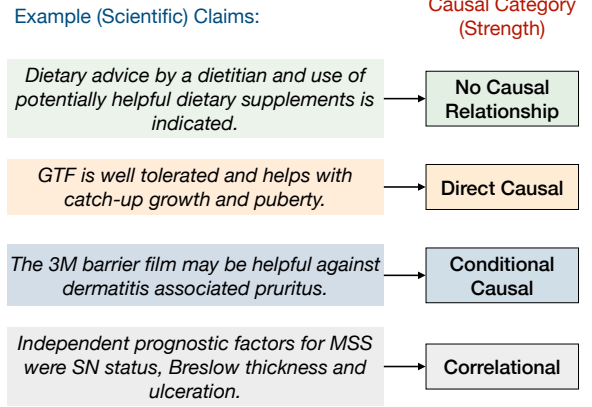 Example (Scientific) Claims:
Causal Category
(Strength)
Dietary advice by a dietitian and use of
potentially helpful dietary supplements is
indicated.
No Causal
Relationship
GTF is well tolerated and helps with
catch-up growth and puberty.
Direct Causal
The 3M barrier film may be helpful against
dermatitis associated pruritus.
Conditional
Causal
Independent prognostic factors for MSS
were SN status, Breslow thickness and
ulceration.
Correlational